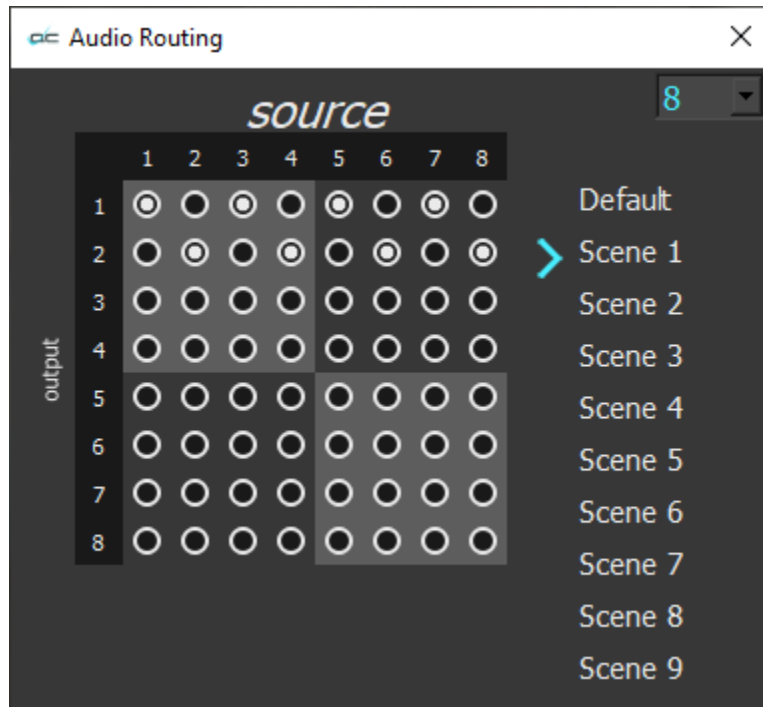 Audio Routing
8
source
1 2 3 4 5 6 7 8
1
2
3
4
5
6
7
8
output
Default
Scene 1
Scene 2
Scene 3
Scene 4
Scene 5
Scene 6
Scene 7
Scene 8
Scene 9